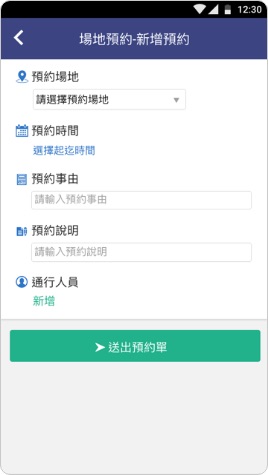 12:30
場地預約-新增預約
預約場地
請選擇預約場地
預約時間
選擇起迄時間
預約事由
請輸入預約事由
預約說明
請輸入預約說明
通行人員
新增
送出預約單